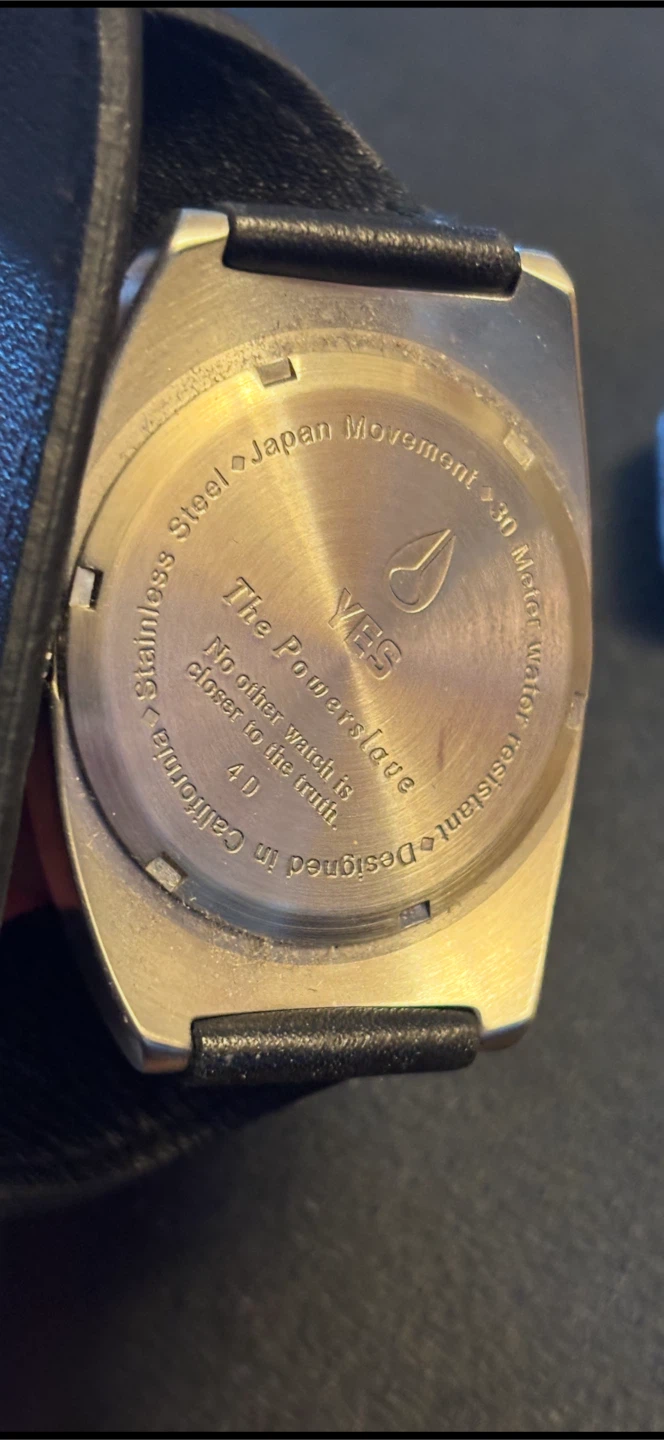 Stainless Steel ◆ Japan Movement ◆ 30 Meter water resistant ◆ Designed in California ◆
YES
The Powerslave
No other watch is
closer to the truth.
4 D